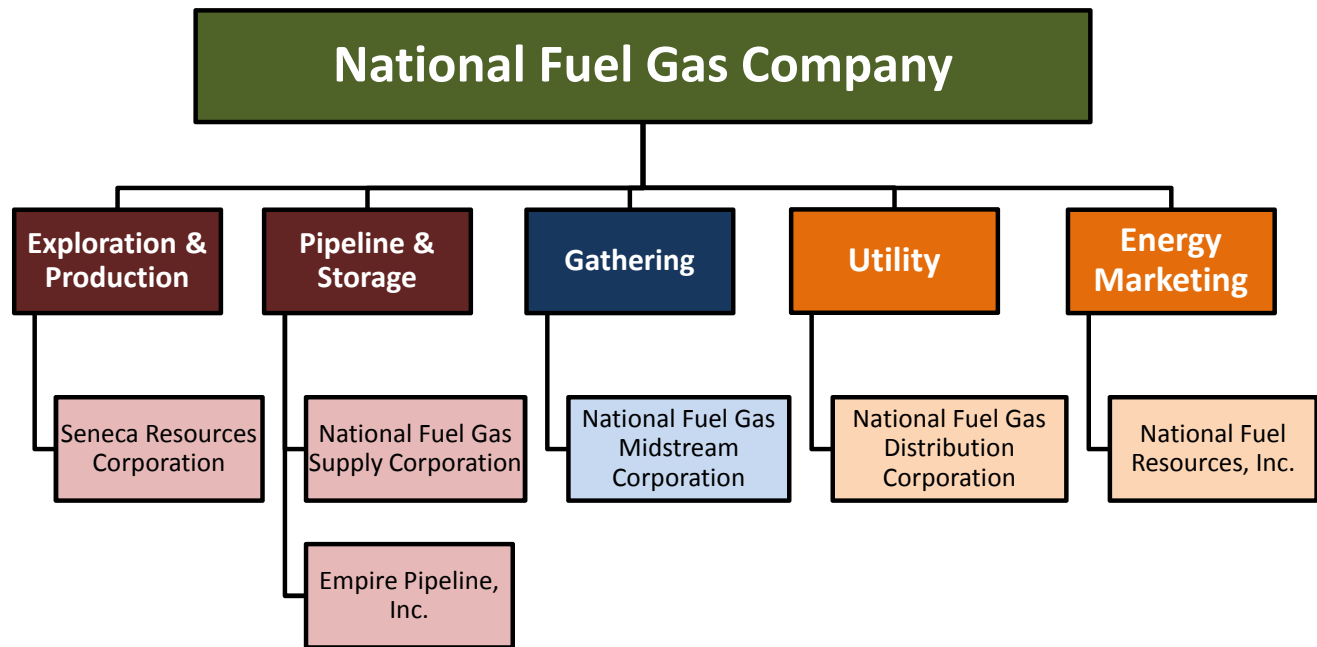 National Fuel Gas Company
Exploration &
Production
Pipeline &
Storage
Gathering
Utility
Energy
Marketing
Seneca Resources
Corporation
National Fuel Gas
Supply Corporation
National Fuel Gas
Midstream
Corporation
National Fuel Gas
Distribution
Corporation
National Fuel
Resources, Inc.
Empire Pipeline,
Inc.